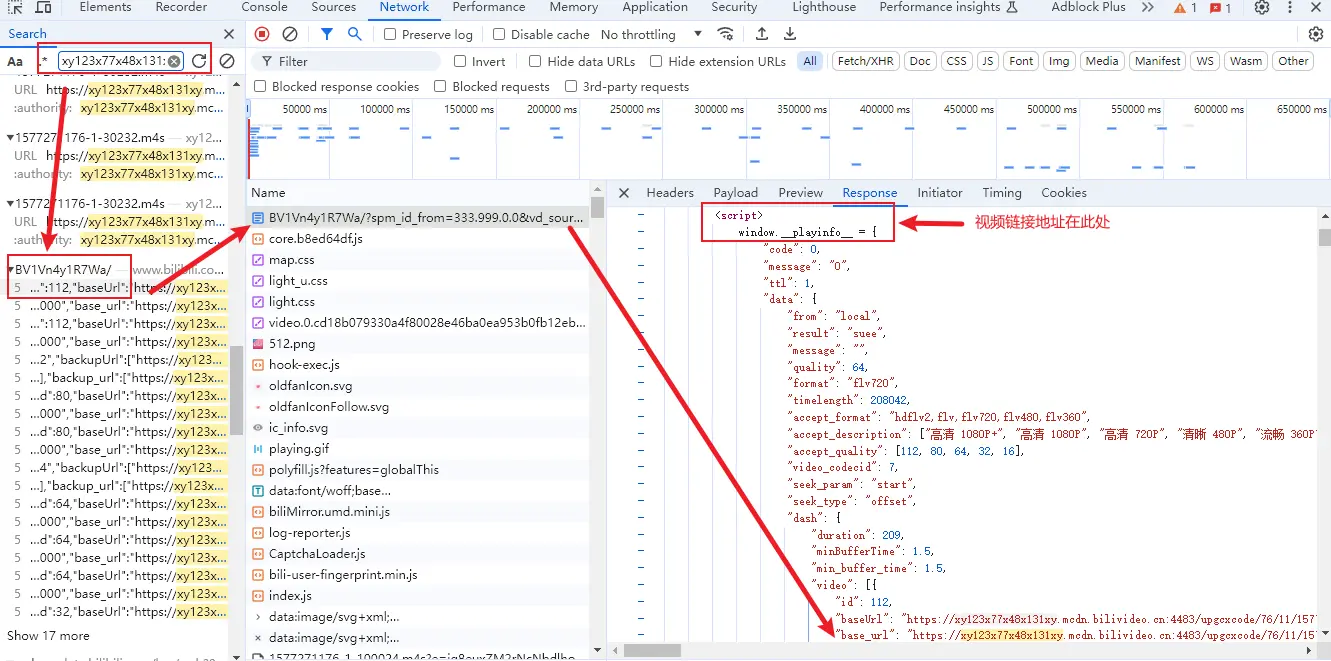 Elements Recorder Console Sources Network Performance Memory Application Security Lighthouse Performance insights Adblock Plus 1 1
Search
Preserve log Disable cache No throttling
Aa .* xy123x77x48x131:
Filter Invert Hide data URLs Hide extension URLs All Fetch/XHR Doc CSS JS Font Img Media Manifest WS Wasm Other
Blocked response cookies Blocked requests 3rd-party requests
50000 ms 100000 ms 150000 ms 200000 ms 250000 ms 300000 ms 350000 ms 400000 ms 450000 ms 500000 ms 550000 ms 600000 ms 650000 ms
URL https://xy123x77x48x131xy.m...
:authority: xy123x77x48x131xy.mc...
1577271176-1-30232.m4s — xy12...
URL https://xy123x77x48x131xy.m...
:authority: xy123x77x48x131xy.mc...
1577271176-1-30232.m4s — xy12...
URL https://xy123x77x48x131xy.m...
:authority: xy123x77x48x131xy.mc...
BV1Vn4y1R7Wa/ — www.bilibili.co...
5 ...":112,"baseUrl":"https://xy123x...
5 ...000","base_url":"https://xy123x...
5 ...":112,"baseUrl":"https://xy123x...
5 ...000","base_url":"https://xy123x...
5 ...2","backupUrl":["https://xy123...
5 ...],"backup_url":["https://xy123x...
5 ...d":80,"baseUrl":"https://xy123x...
5 ...000","base_url":"https://xy123x...
5 ...d":80,"baseUrl":"https://xy123x...
5 ...000","base_url":"https://xy123x...
5 ...4","backupUrl":["https://xy123...
5 ...],"backup_url":["https://xy123x...
5 ...d":64,"baseUrl":"https://xy123x...
5 ...000","base_url":"https://xy123x...
5 ...d":64,"baseUrl":"https://xy123x...
5 ...000","base_url":"https://xy123x...
5 ...d":64,"baseUrl":"https://xy123x...
5 ...000","base_url":"https://xy123x...
5 ...d":32,"baseUrl":"https://xy123x...
Show 17 more
Name
BV1Vn4y1R7Wa/?spm_id_from=333.999.0.0&vd_sour...
core.b8ed64df.js
map.css
light_u.css
light.css
video.0.cd18b079330a4f80028e46ba0ea953b0fb12eb...
512.png
hook-exec.js
oldfanIcon.svg
oldfanIconFollow.svg
ic_info.svg
playing.gif
polyfill.js?features=globalThis
data:font/woff;base...
biliMirror.umd.mini.js
log-reporter.js
CaptchaLoader.js
bili-user-fingerprint.min.js
index.js
data:image/svg+xml;...
data:image/svg+xml;...
Headers Payload Preview Response Initiator Timing Cookies
<script>
视频链接地址在此处
window.__playinfo__ = {
"code": 0,
"message": "0",
"ttl": 1,
"data": {
"from": "local",
"result": "suee",
"message": "",
"quality": 64,
"format": "flv720",
"timelength": 208042,
"accept_format": "hdflv2,flv,flv720,flv480,flv360",
"accept_description": ["高清 1080P+", "高清 1080P", "高清 720P", "清晰 480P", "流畅 360P"
"accept_quality": [112, 80, 64, 32, 16],
"video_codecid": 7,
"seek_param": "start",
"seek_type": "offset",
"dash": {
"duration": 209,
"minBufferTime": 1.5,
"min_buffer_time": 1.5,
"video": [{
"id": 112,
"baseUrl": "https://xy123x77x48x131xy.mcdn.bilivideo.cn:4483/upgcxcode/76/11/1577
"base_url": "https://xy123x77x48x131xy.mcdn.bilivideo.cn:4483/upgcxcode/76/11/157